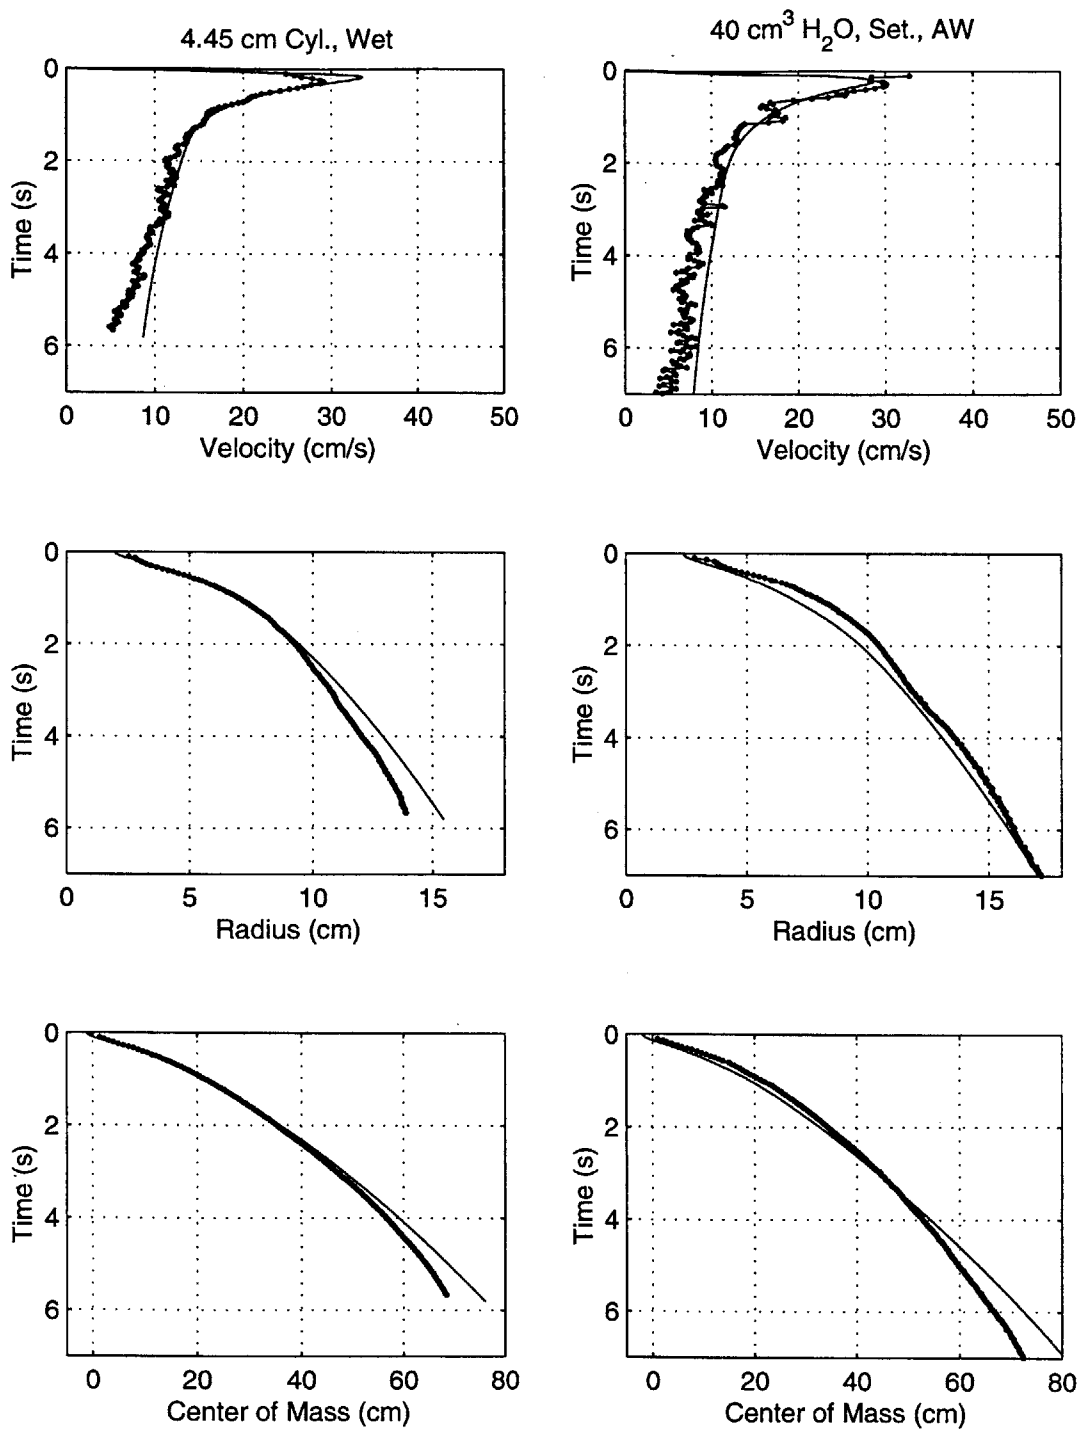 4.45 cm Cyl., Wet
0
2
4
6
Time (s)
0 10 20 30 40 50
Velocity (cm/s)
40 cm³ H₂O, Set., AW
0
2
4
6
Time (s)
0 10 20 30 40 50
Velocity (cm/s)
0
2
4
6
Time (s)
0 5 10 15
Radius (cm)
0
2
4
6
Time (s)
0 5 10 15
Radius (cm)
0
2
4
6
Time (s)
0 20 40 60 80
Center of Mass (cm)
0
2
4
6
Time (s)
0 20 40 60 80
Center of Mass (cm)